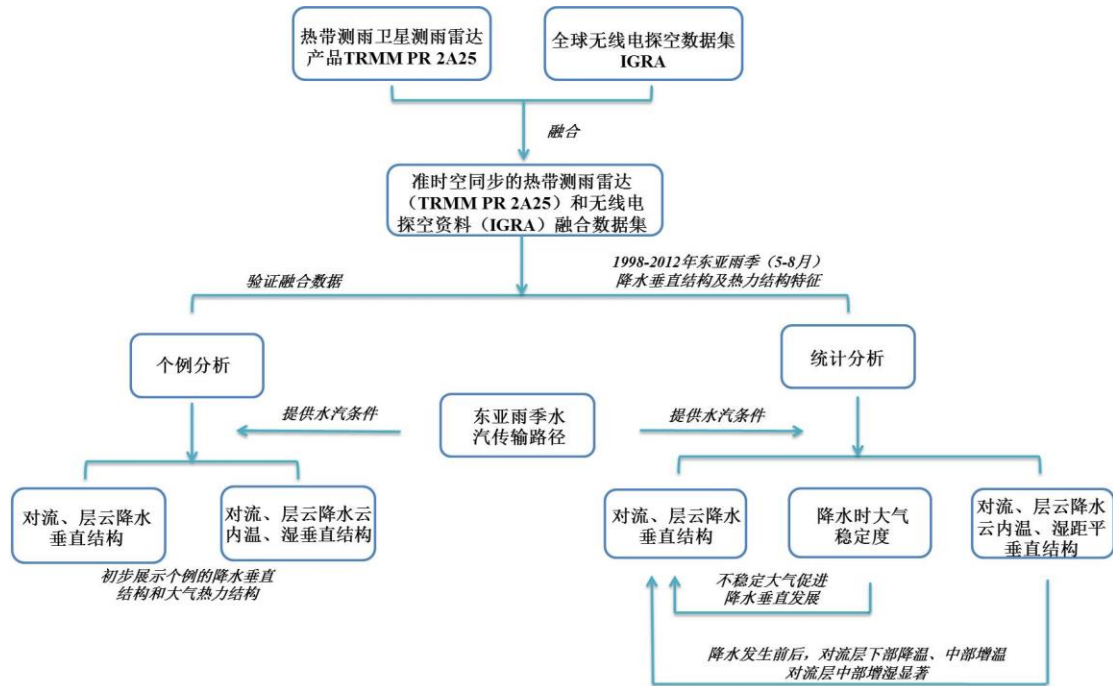 热带测雨卫星测雨雷达
产品TRMM PR 2A25
全球无线电探空数据集
IGRA
融合
准时空同步的热带测雨雷达
（TRMM PR 2A25）和无线电
探空资料（IGRA）融合数据集
验证融合数据
1998-2012年东亚雨季（5-8月）
降水垂直结构及热力结构特征
个例分析
统计分析
提供水汽条件
东亚雨季水
汽传输路径
提供水汽条件
对流、层云降水
垂直结构
对流、层云降水云
内温、湿垂直结构
对流、层云降水
垂直结构
降水时大气
稳定度
对流、层云降水
云内温、湿距平
垂直结构
初步展示个例的降水垂直
结构和大气热力结构
不稳定大气促进
降水垂直发展
降水发生前后，对流层下部降温、中部增温
对流层中部增湿显著